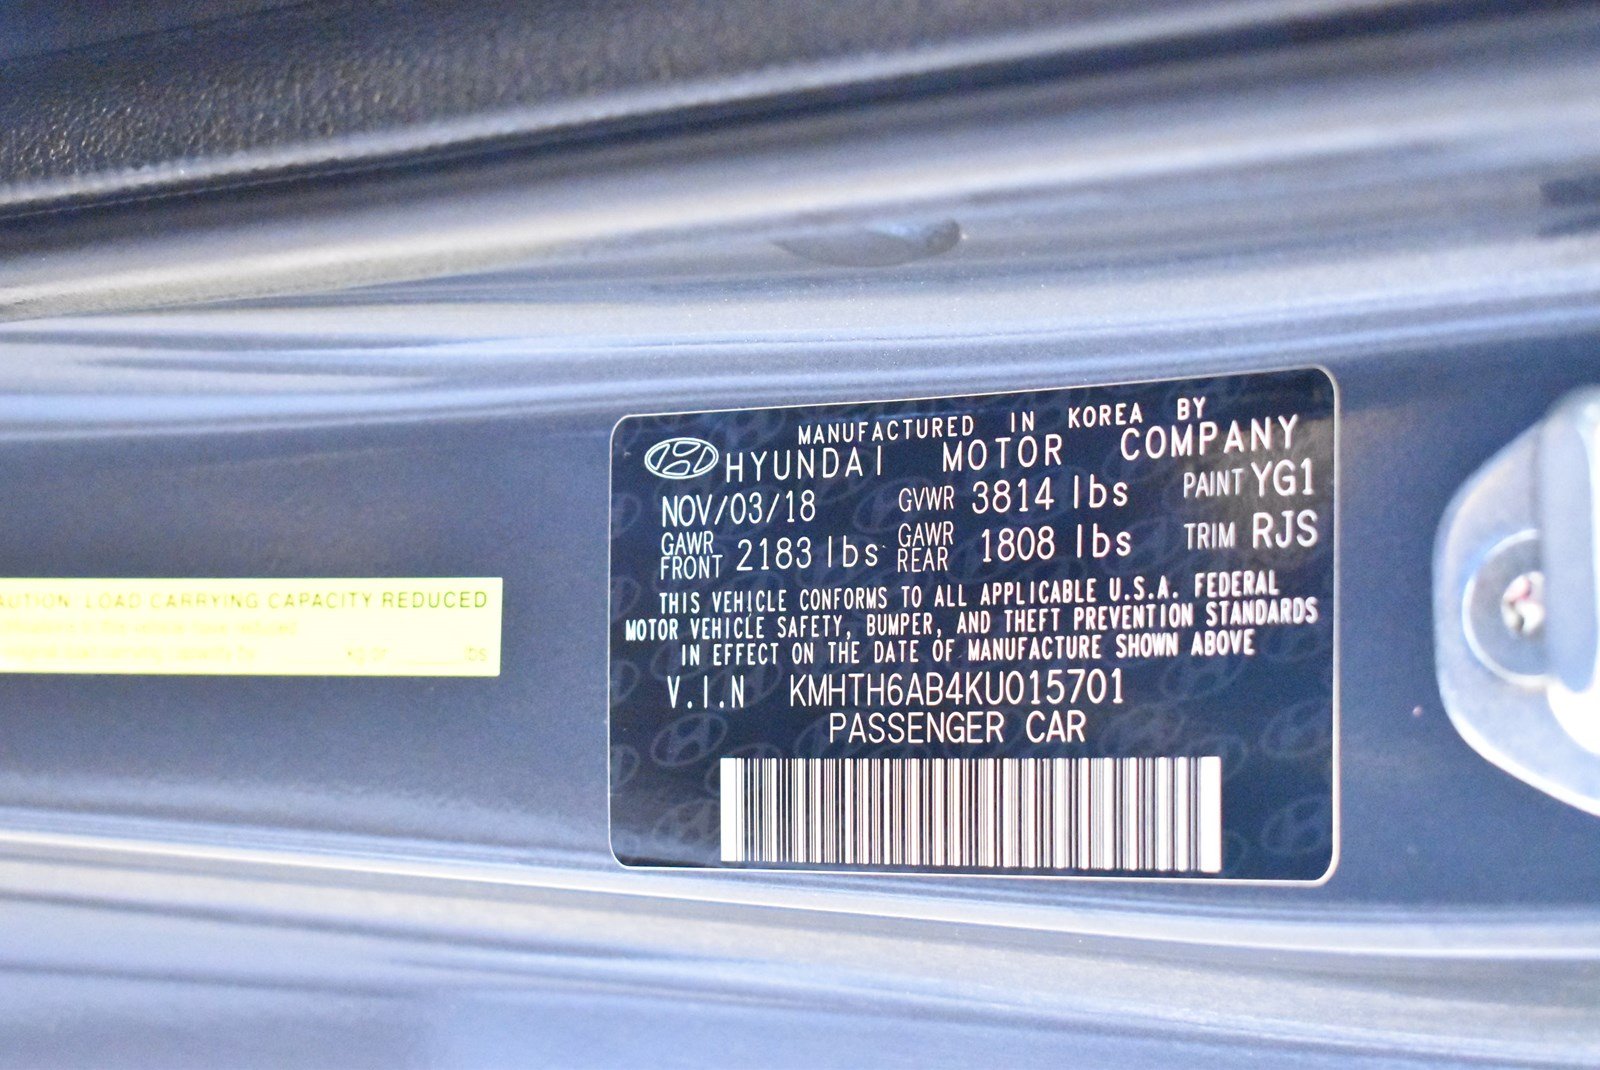 MANUFACTURED IN KOREA BY
HYUNDAI MOTOR COMPANY
NOV/03/18 GVWR 3814 lbs PAINT YG1
GAWR FRONT 2183 lbs GAWR REAR 1808 lbs TRIM RJS
THIS VEHICLE CONFORMS TO ALL APPLICABLE U.S.A. FEDERAL
MOTOR VEHICLE SAFETY, BUMPER, AND THEFT PREVENTION STANDARDS
IN EFFECT ON THE DATE OF MANUFACTURE SHOWN ABOVE
V.I.N KMHTH6AB4KU015701
PASSENGER CAR
AUTION: LOAD CARRYING CAPACITY REDUCED
kg or lbs